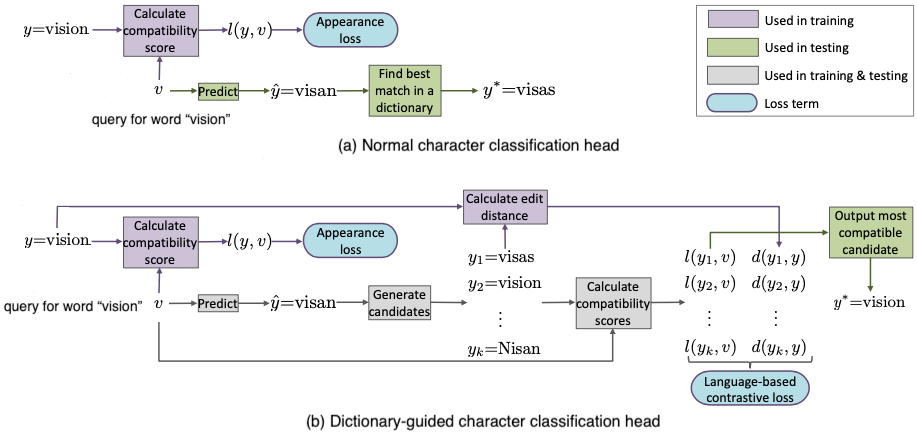 y=vision
Calculate
compatibility
score
l(y, v)
Appearance
loss
v
Predict
ŷ=visan
Find best
match in a
dictionary
y*=visas
query for word “vision”
(a) Normal character classification head
Used in training
Used in testing
Used in training & testing
Loss term
y=vision
Calculate
compatibility
score
l(y, v)
Appearance
loss
Calculate edit
distance
query for word “vision”
v
Predict
ŷ=visan
Generate
candidates
y₁=visas
y₂=vision
⋮
yₖ=Nisan
Calculate
compatibility
scores
l(y₁, v) d(y₁, y)
l(y₂, v) d(y₂, y)
⋮ ⋮
l(yₖ, v) d(yₖ, y)
Language-based
contrastive loss
Output most
compatible
candidate
y*=vision
(b) Dictionary-guided character classification head